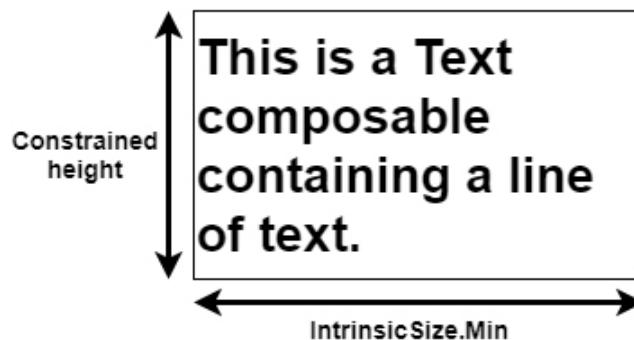 This is a Text
composable
containing a line
of text.
Constrained
height
IntrinsicSize.Min